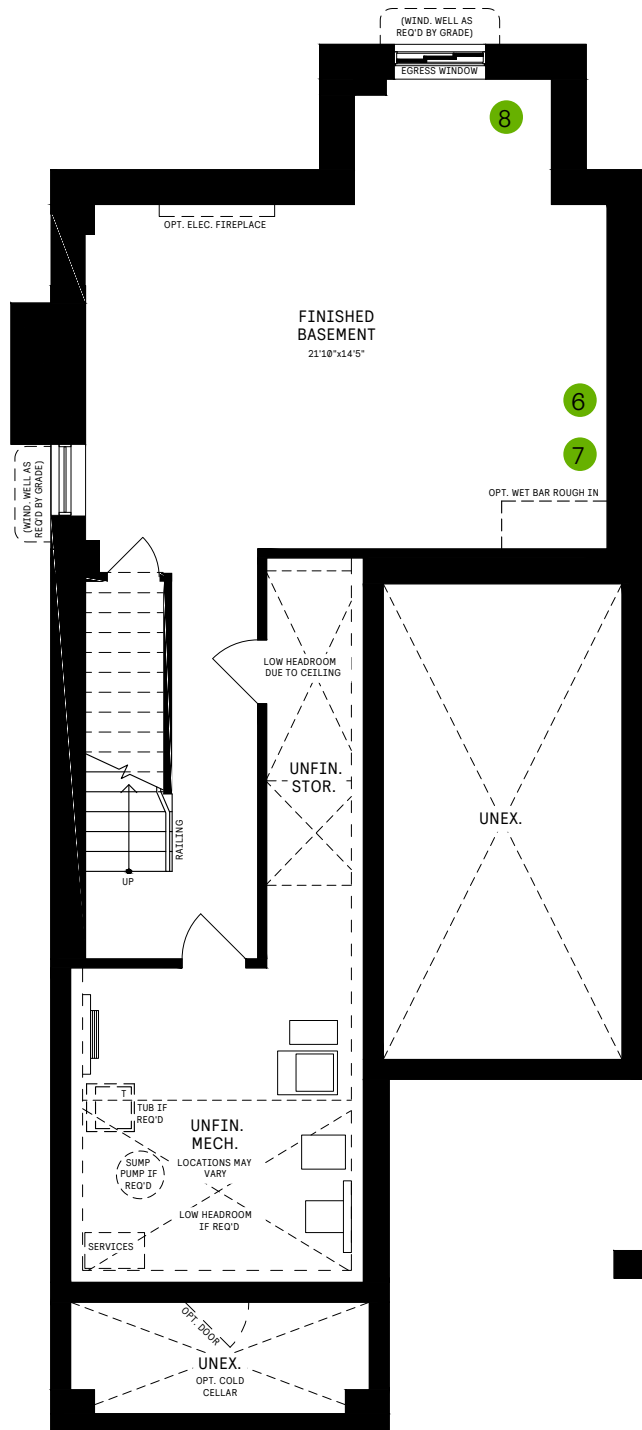 (WIND. WELL AS
REQ'D BY GRADE)
EGRESS WINDOW
8
OPT. ELEC. FIREPLACE
FINISHED
BASEMENT
21'10"x14'5"
6
7
(WIND. WELL AS
REQ'D BY GRADE)
OPT. WET BAR ROUGH IN
LOW HEADROOM
DUE TO CEILING
UNFIN.
STOR.
UNEX.
RAILING
UP
T
TUB IF
REQ'D
UNFIN.
MECH.
LOCATIONS MAY
VARY
SUMP
PUMP IF
REQ'D
LOW HEADROOM
IF REQ'D
SERVICES
OPT. DOOR
UNEX.
OPT. COLD
CELLAR